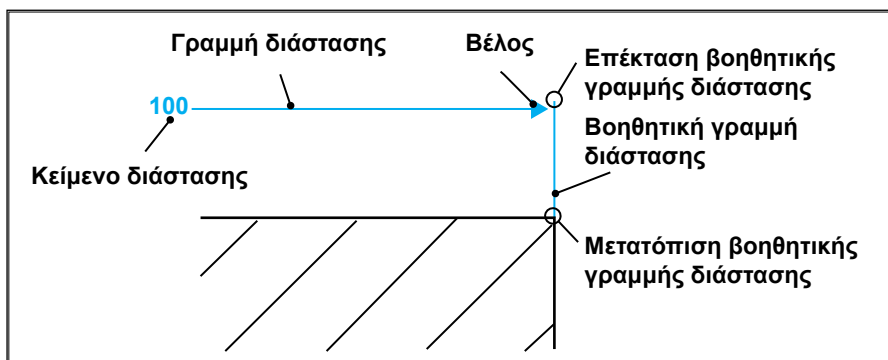 Γραμμή διάστασης
Βέλος
Επέκταση βοηθητικής
γραμμής διάστασης
100
Βοηθητική γραμμή
διάστασης
Κείμενο διάστασης
Μετατόπιση βοηθητικής
γραμμής διάστασης